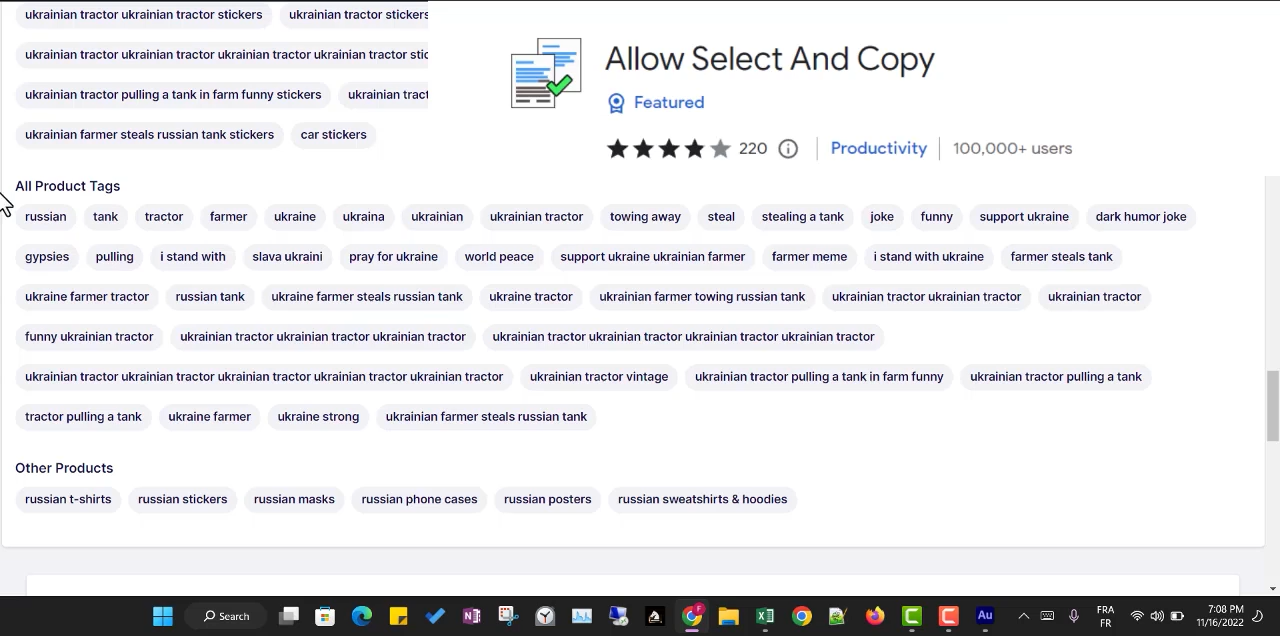 ukrainian tractor ukrainian tractor stickers ukrainian tractor stickers
ukrainian tractor ukrainian tractor ukrainian tractor ukrainian tractor stic
ukrainian tractor pulling a tank in farm funny stickers ukrainian tract
ukrainian farmer steals russian tank stickers car stickers
Allow Select And Copy
Featured
220 Productivity 100,000+ users
All Product Tags
russian tank tractor farmer ukraine ukraina ukrainian ukrainian tractor towing away steal stealing a tank joke funny support ukraine dark humor joke
gypsies pulling i stand with slava ukraini pray for ukraine world peace support ukraine ukrainian farmer farmer meme i stand with ukraine farmer steals tank
ukraine farmer tractor russian tank ukraine farmer steals russian tank ukraine tractor ukrainian farmer towing russian tank ukrainian tractor ukrainian tractor ukrainian tractor
funny ukrainian tractor ukrainian tractor ukrainian tractor ukrainian tractor ukrainian tractor ukrainian tractor ukrainian tractor ukrainian tractor
ukrainian tractor ukrainian tractor ukrainian tractor ukrainian tractor ukrainian tractor ukrainian tractor vintage ukrainian tractor pulling a tank in farm funny ukrainian tractor pulling a tank
tractor pulling a tank ukraine farmer ukraine strong ukrainian farmer steals russian tank
Other Products
russian t-shirts russian stickers russian masks russian phone cases russian posters russian sweatshirts & hoodies
Search
Au
FRA
FR
7:08 PM
11/16/2022